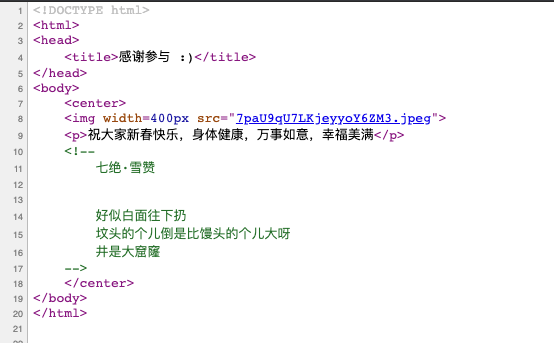 1 <!DOCTYPE html>
2 <html>
3 <head>
4 <title>感谢参与 :)</title>
5 </head>
6 <body>
7 <center>
8 <img width=400px src="7paU9qU7LKjeyyoY6ZM3.jpeg">
9 <p>祝大家新春快乐，身体健康，万事如意，幸福美满</p>
10 <!--
11 七绝·雪赞
12
13
14 好似白面往下扔
15 坟头的个儿倒是比馒头的个儿大呀
16 井是大窟窿
17 -->
18 </center>
19 </body>
20 </html>
21